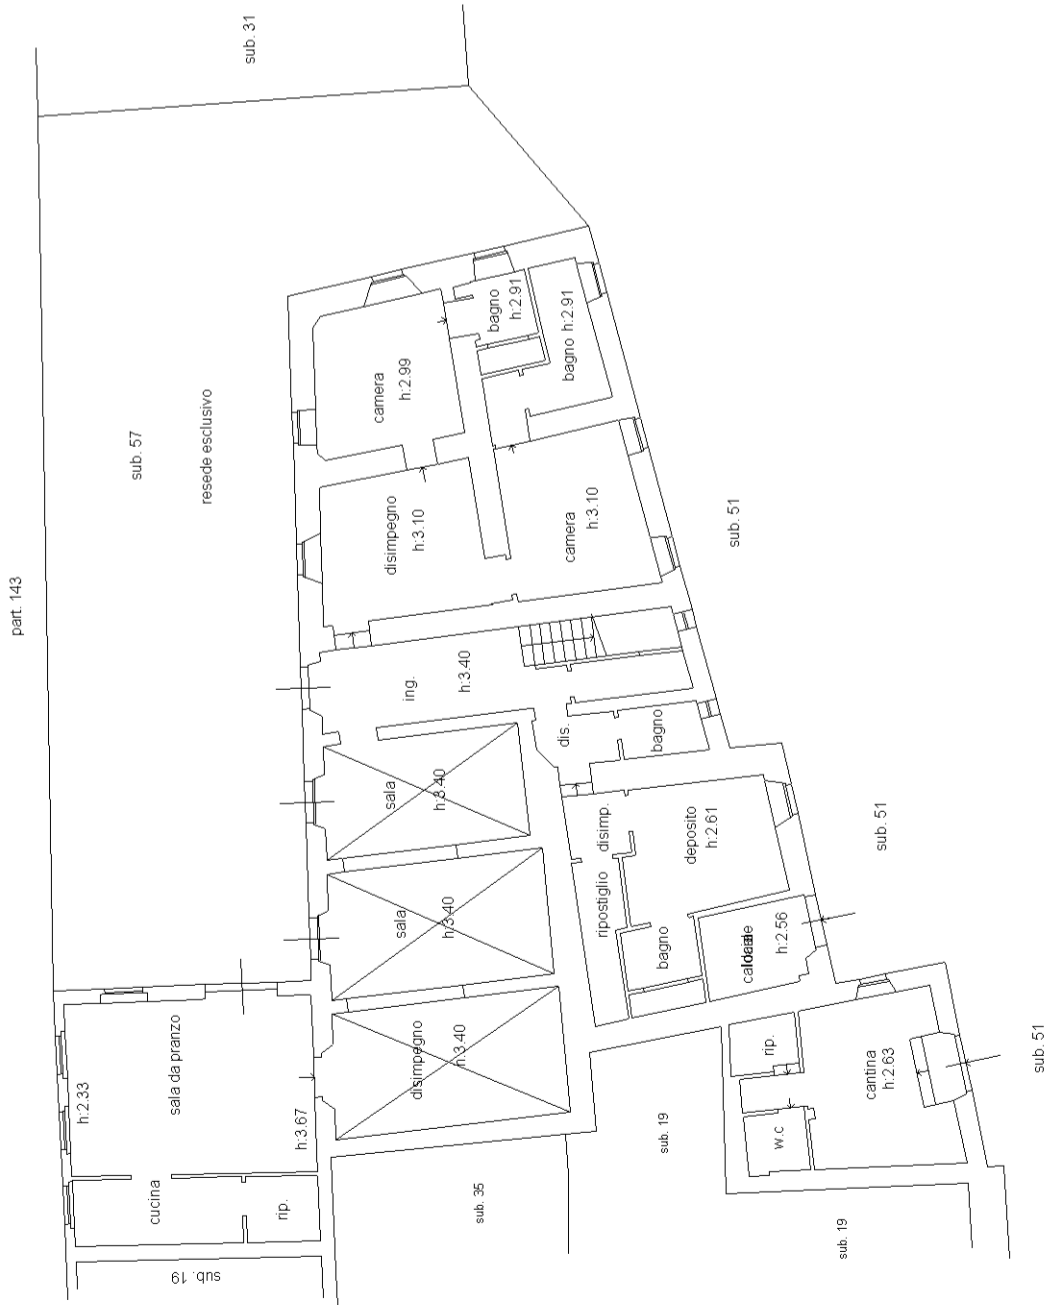 sub. 31
sub. 57
resede esclusivo
part. 143
bagno
h:2.91
bagno h:2.91
camera
h:2.99
disimpegno
h:3.10
camera
h:3.10
sub. 51
ing.
h:3.40
dis.
bagno
sala
h:3.40
disimp.
deposito
h:2.61
sub. 51
ripostiglio
sala
h:3.40
bagno
h:2.56
sala da pranzo
h:2.33
h:3.67
disimpegno
h:3.40
rip.
cantina
h:2.63
sub. 51
w.c
sub. 19
cucina
rip.
sub. 35
sub. 19
sub. 19